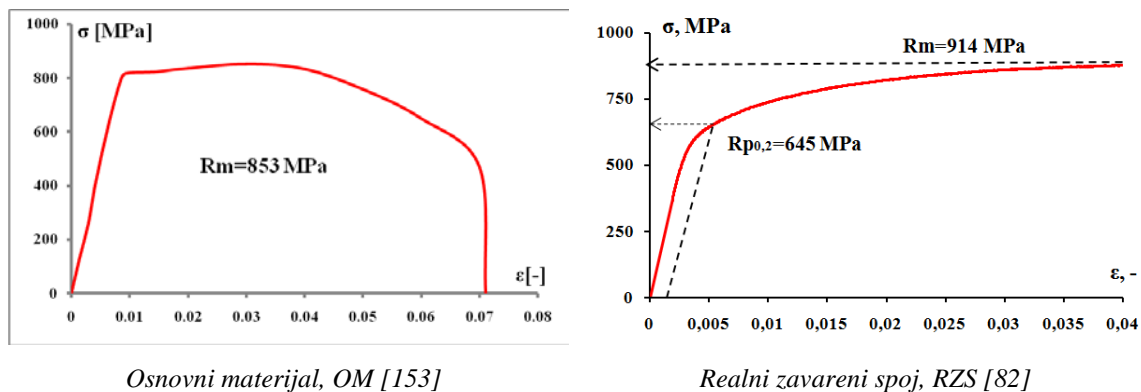 σ [MPa]
1000
800
600
400
200
0
Rm=853 MPa
ε[-]
0 0.01 0.02 0.03 0.04 0.05 0.06 0.07 0.08
σ, MPa
1000
750
500
250
0
Rm=914 MPa
Rp0,2=645 MPa
ε, -
0 0,005 0,01 0,015 0,02 0,025 0,03 0,035 0,04
Osnovni materijal, OM [153]
Realni zavareni spoj, RZS [82]